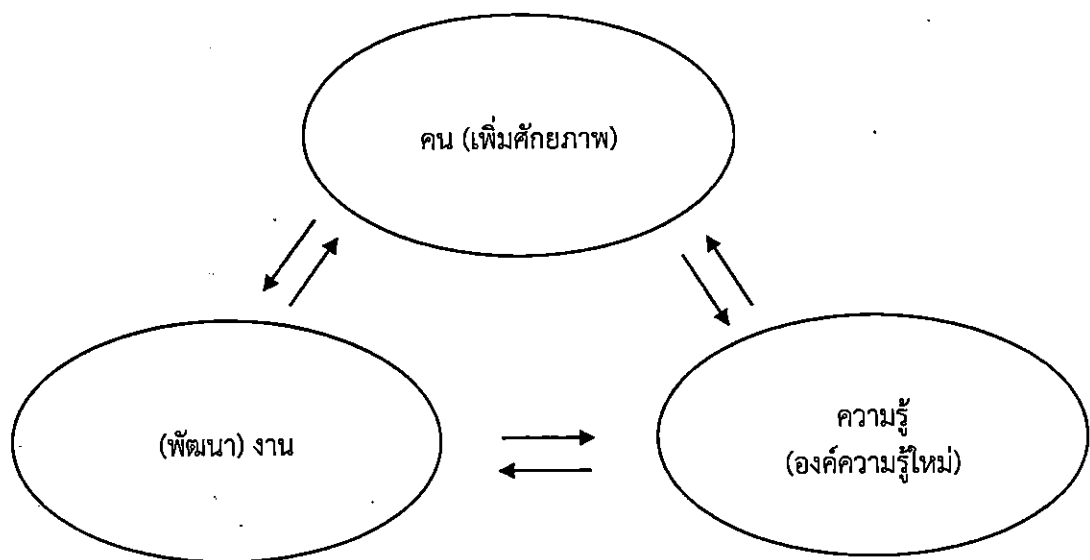 คน (เพิ่มศักยภาพ)
(พัฒนา) งาน
ความรู้
(องค์ความรู้ใหม่)